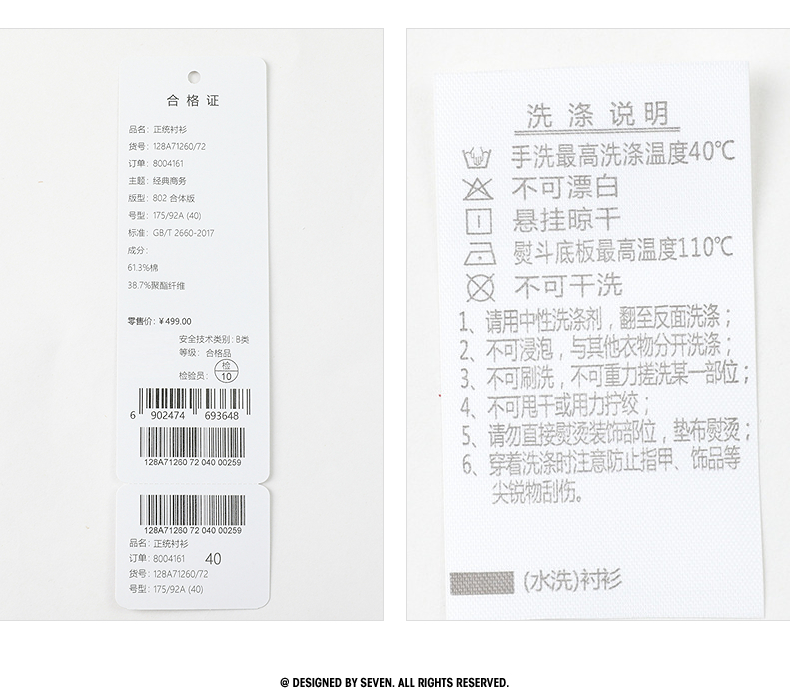 合格证
品名：正统衬衫
货号：128A71260/72
订单：8004161
主题：经典商务
版型：802 合体版
号型：175/92A (40)
标准：GB/T 2660-2017
成分：
61.3%棉
38.7%聚酯纤维
零售价：￥499.00
安全技术类别：B类
等级：合格品
检验员：检 10
6 902474 693648
128A71260 72 040 00259
128A71260 72 040 00259
品名：正统衬衫
订单：8004161 40
货号：128A71260/72
号型：175/92A (40)
洗涤说明
手洗最高洗涤温度40℃
不可漂白
悬挂晾干
熨斗底板最高温度110℃
不可干洗
1、请用中性洗涤剂，翻至反面洗涤；
2、不可浸泡，与其他衣物分开洗涤；
3、不可刷洗，不可重力搓洗某一部位；
4、不可甩干或用力拧绞；
5、请勿直接熨烫装饰部位，垫布熨烫；
6、穿着洗涤时注意防止指甲、饰品等
尖锐物刮伤。
(水洗)衬衫
@ DESIGNED BY SEVEN. ALL RIGHTS RESERVED.